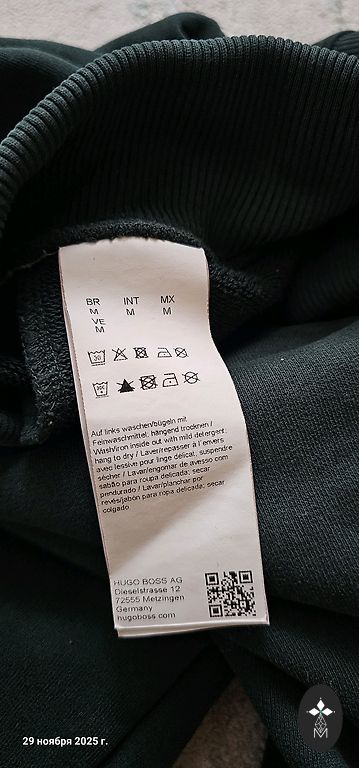 BR INT MX
M M M
VE
M
30
Auf links waschen/bügeln mit
Feinwaschmittel; hängend trocknen /
Wash/iron inside out with mild detergent;
hang to dry / Laver/repasser à l'envers
avec lessive pour linge délicat; suspendre
sécher / Lavar/engomar de avesso com
sabão para roupa delicada; secar
pendurado / Lavar/planchar por
revés/jabón para ropa delicada; secar
colgado
HUGO BOSS AG
Dieselstrasse 12
72555 Metzingen
Germany
hugoboss.com
29 ноября 2025 г.
M